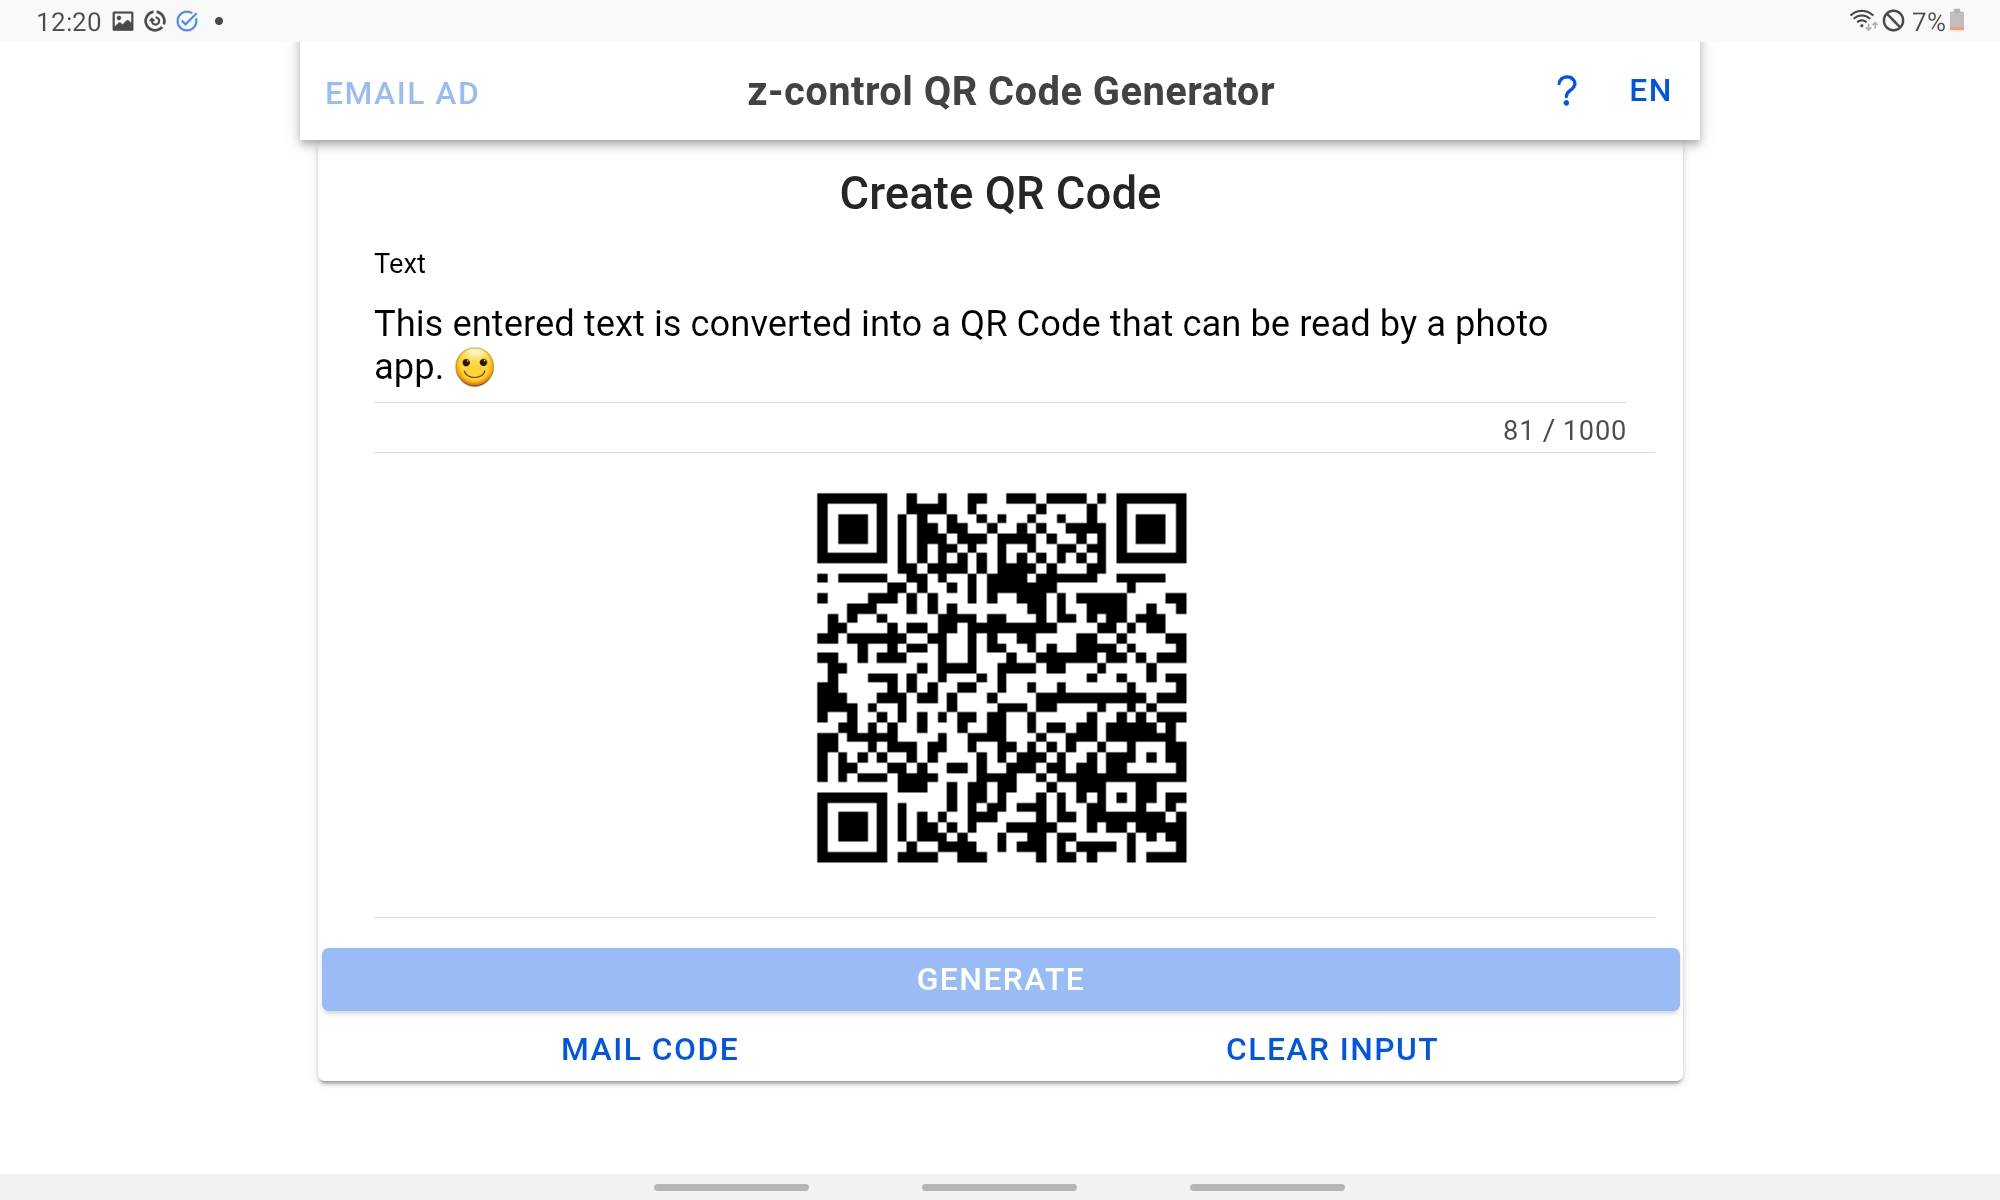 12:20 7%
EMAIL AD z-control QR Code Generator ? EN
Create QR Code
Text
This entered text is converted into a QR Code that can be read by a photo
app. 🙂
81 / 1000
GENERATE
MAIL CODE CLEAR INPUT